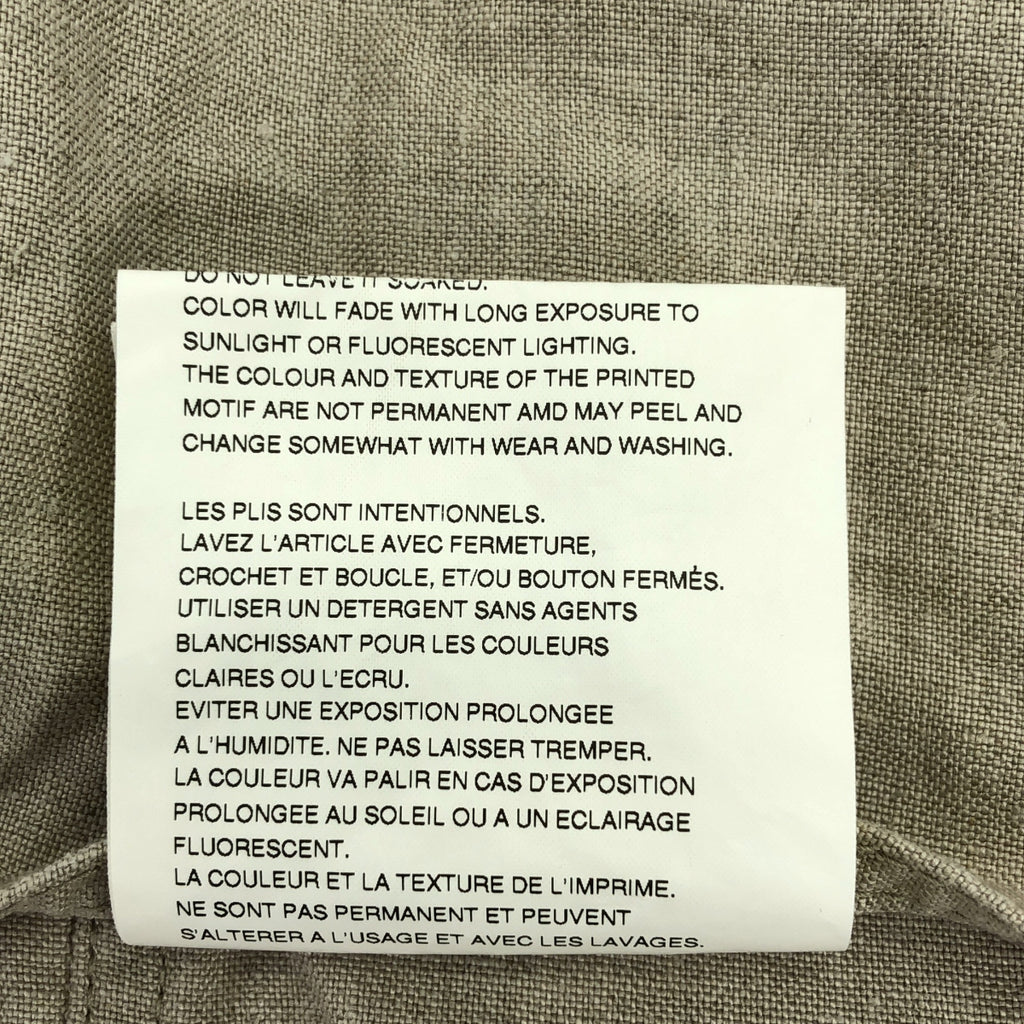 DO NOT LEAVE IT SOAKED.
COLOR WILL FADE WITH LONG EXPOSURE TO
SUNLIGHT OR FLUORESCENT LIGHTING.
THE COLOUR AND TEXTURE OF THE PRINTED
MOTIF ARE NOT PERMANENT AMD MAY PEEL AND
CHANGE SOMEWHAT WITH WEAR AND WASHING.
LES PLIS SONT INTENTIONNELS.
LAVEZ L'ARTICLE AVEC FERMETURE,
CROCHET ET BOUCLE, ET/OU BOUTON FERMÉS.
UTILISER UN DETERGENT SANS AGENTS
BLANCHISSANT POUR LES COULEURS
CLAIRES OU L'ECRU.
EVITER UNE EXPOSITION PROLONGEE
A L'HUMIDITE. NE PAS LAISSER TREMPER.
LA COULEUR VA PALIR EN CAS D'EXPOSITION
PROLONGEE AU SOLEIL OU A UN ECLAIRAGE
FLUORESCENT.
LA COULEUR ET LA TEXTURE DE L'IMPRIME.
NE SONT PAS PERMANENT ET PEUVENT
S'ALTERER A L'USAGE ET AVEC LES LAVAGES.